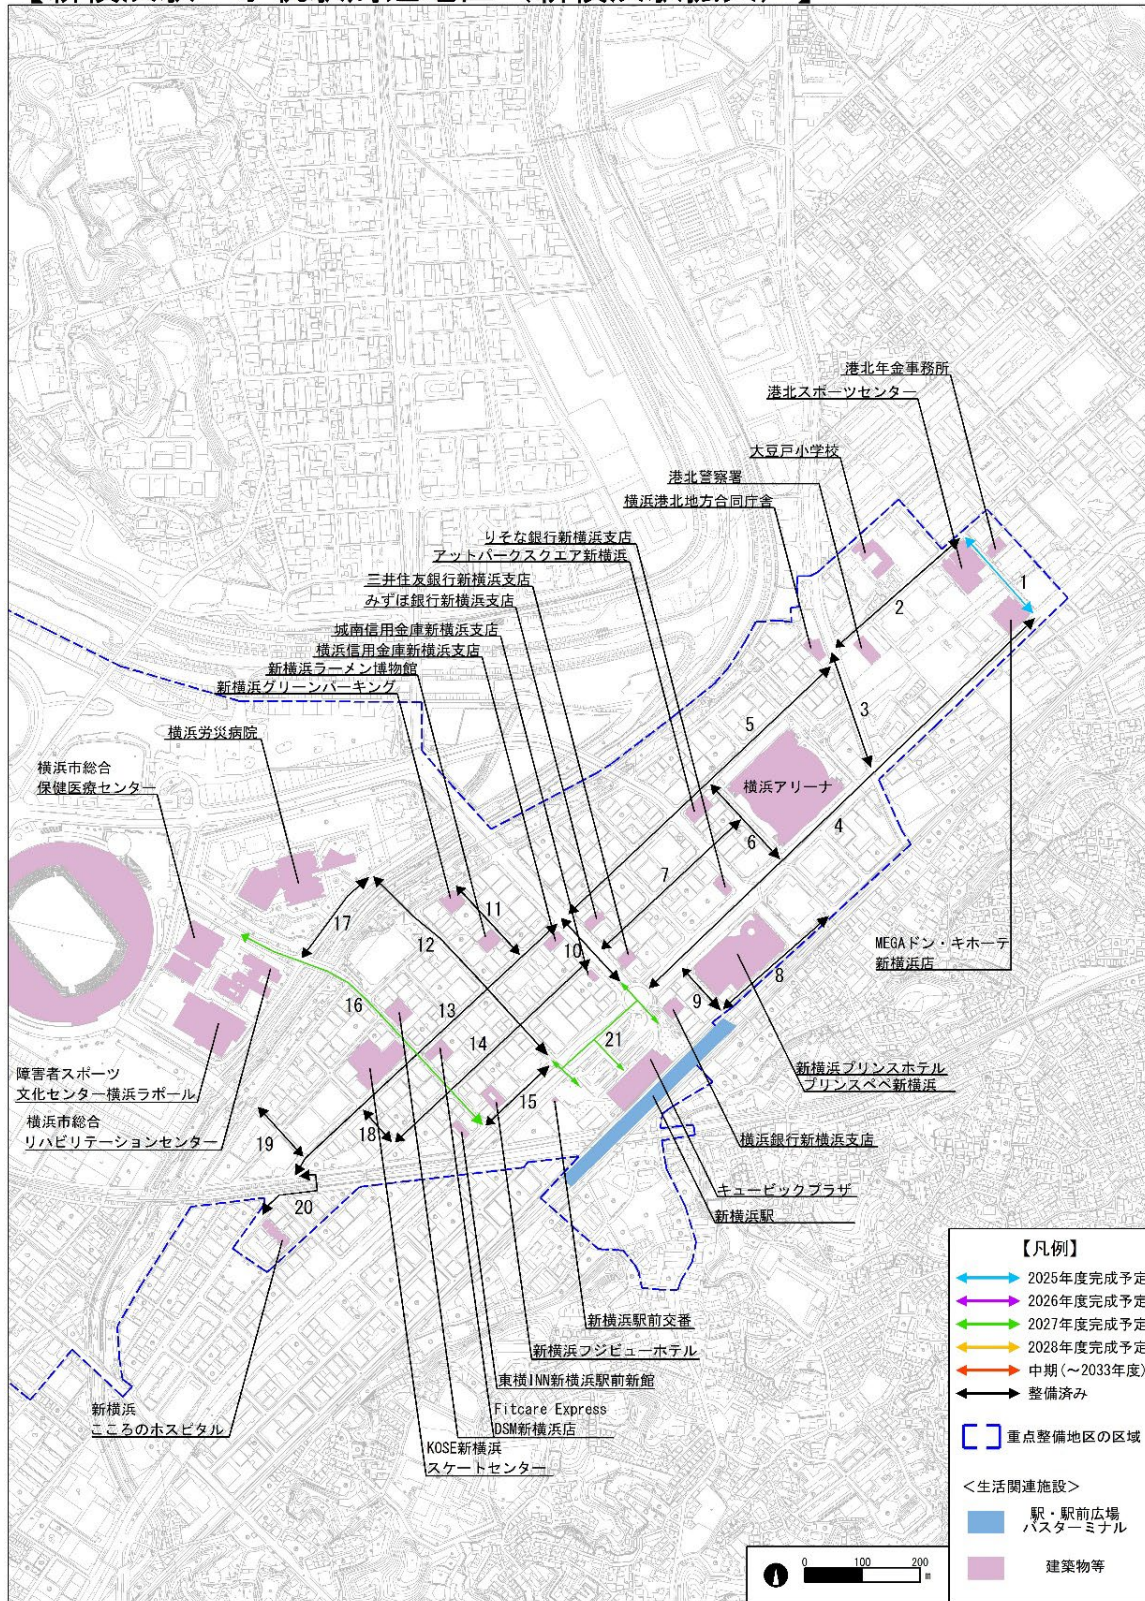 港北年金事務所
港北スポーツセンター
大豆戸小学校
港北警察署
横浜港北地方合同庁舎
りそな銀行新横浜支店
アットパークスクエア新横浜
三井住友銀行新横浜支店
みずほ銀行新横浜支店
城南信用金庫新横浜支店
横浜信用金庫新横浜支店
新横浜ラーメン博物館
新横浜グリーンパーキング
横浜労災病院
横浜市総合
保健医療センター
横浜アリーナ
1
2
3
4
5
6
7
8
9
10
11
12
13
14
15
16
17
18
19
20
21
MEGAドン・キホーテ
新横浜店
障害者スポーツ
文化センター横浜ラポール
横浜市総合
リハビリテーションセンター
新横浜プリンスホテル
プリンスペペ新横浜
横浜銀行新横浜支店
キュービックプラザ
新横浜駅
新横浜駅前交番
新横浜フジビューホテル
東横INN新横浜駅前新館
Fitcare Express
DSM新横浜店
KOSE新横浜
スケートセンター
新横浜
こころのホスピタル
【凡例】
2025年度完成予定
2026年度完成予定
2027年度完成予定
2028年度完成予定
中期(～2033年度)
整備済み
重点整備地区の区域
＜生活関連施設＞
駅・駅前広場
バスターミナル
建築物等
0 100 200